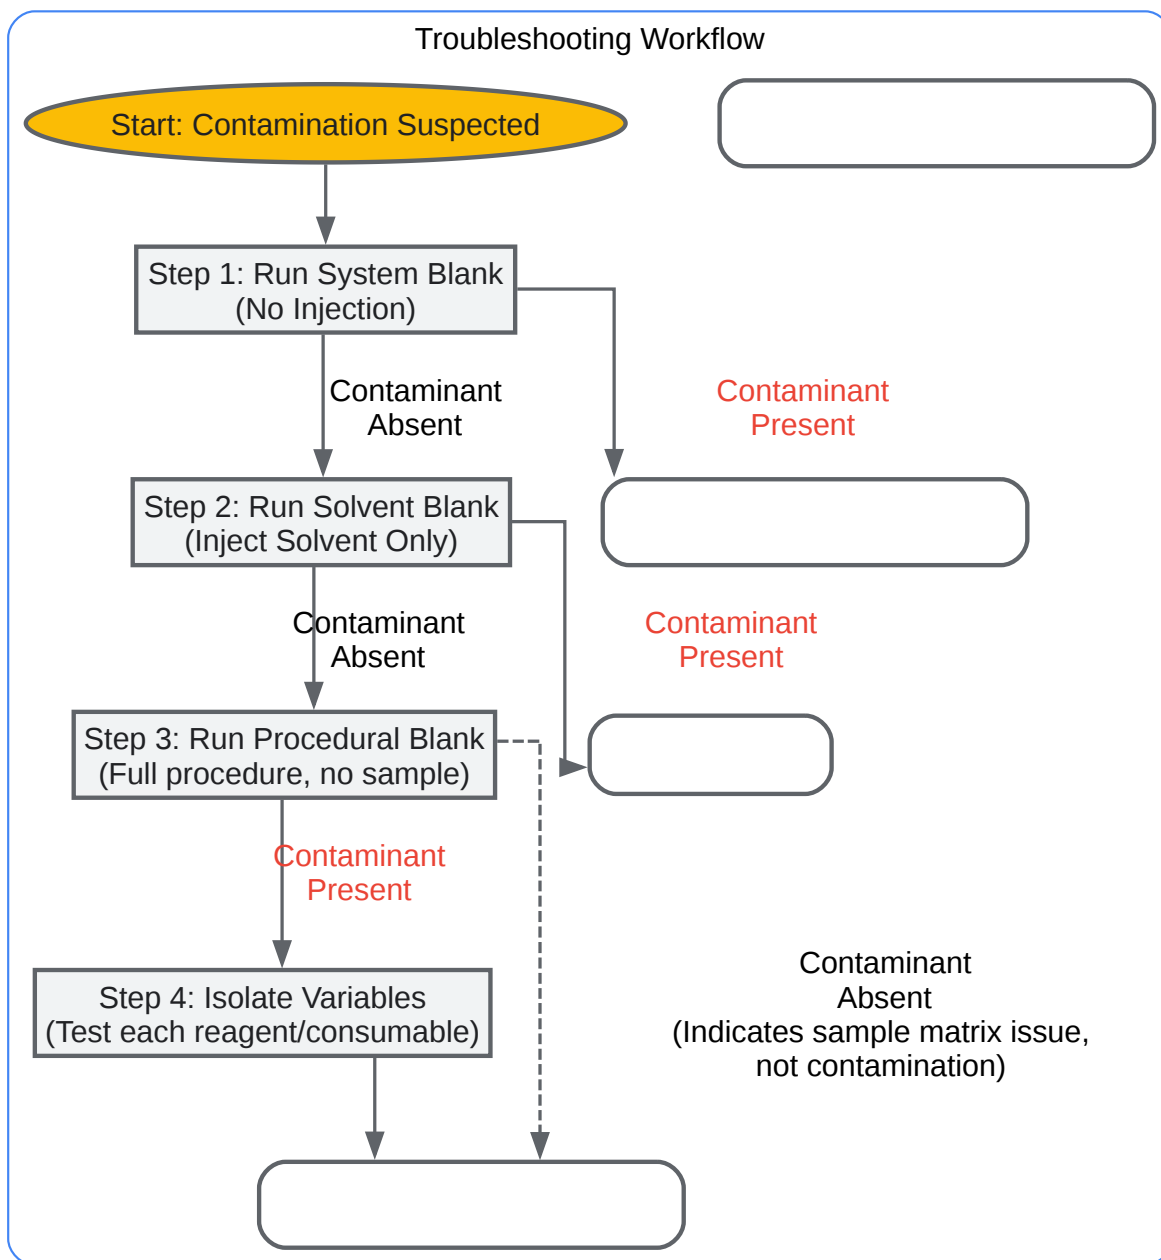 Troubleshooting Workflow
Start: Contamination Suspected
Step 1: Run System Blank
(No Injection)
Contaminant
Absent
Contaminant
Present
Step 2: Run Solvent Blank
(Inject Solvent Only)
Contaminant
Absent
Contaminant
Present
Step 3: Run Procedural Blank
(Full procedure, no sample)
Contaminant
Present
Contaminant
Absent
(Indicates sample matrix issue,
not contamination)
Step 4: Isolate Variables
(Test each reagent/consumable)